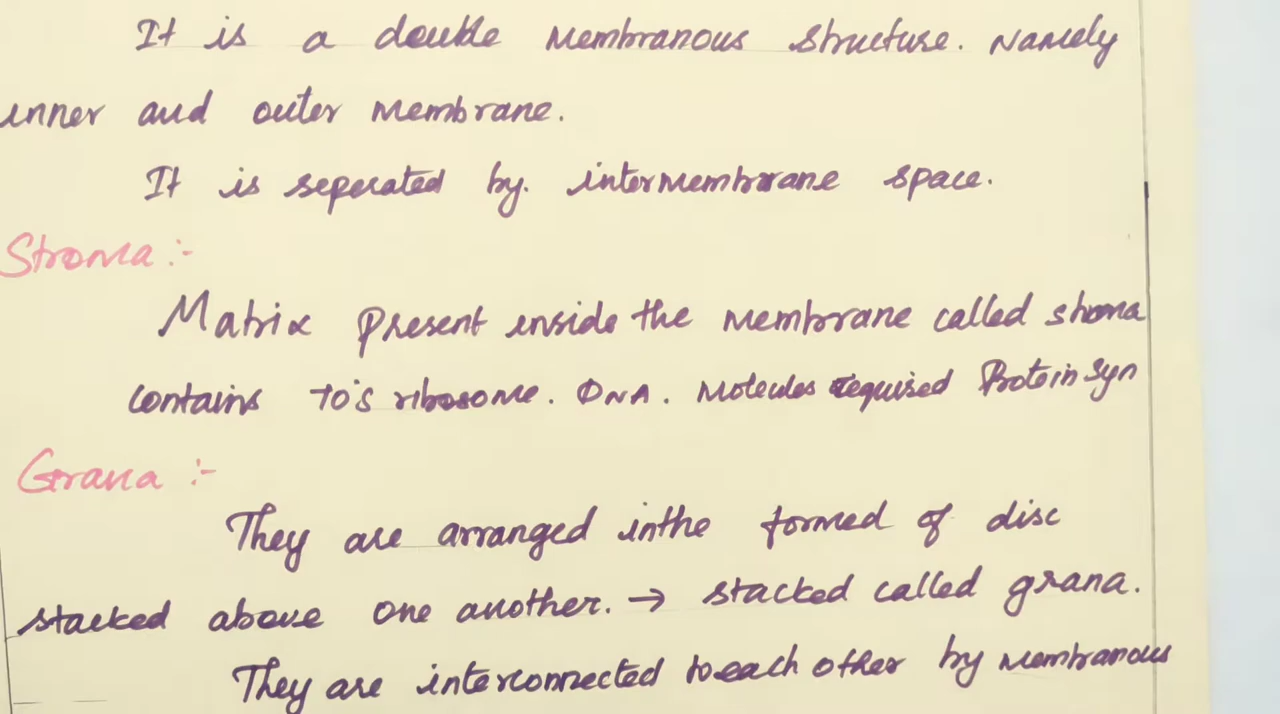 It is a double membranous structure. Namely
inner and outer membrane.
It is seperated by. intermembrane space.
Stroma :-
Matrix present inside the membrane called stroma
contains 70's ribosome. DNA. Molecules required Protein syn
Grana :-
They are arranged in the formed of disc
stacked above one another. → stacked called grana.
They are interconnected to each other by membranous